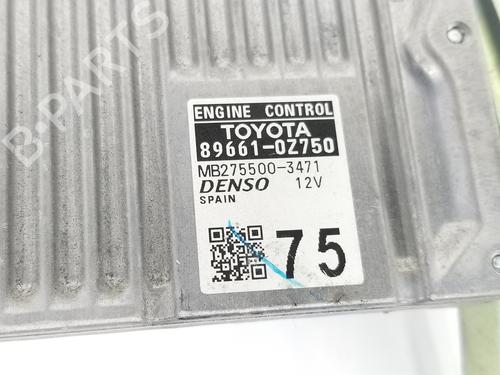 B-PARTS
ENGINE CONTROL
TOYOTA
89661-0Z750
MB275500-3471
DENSO 12V
SPAIN
75